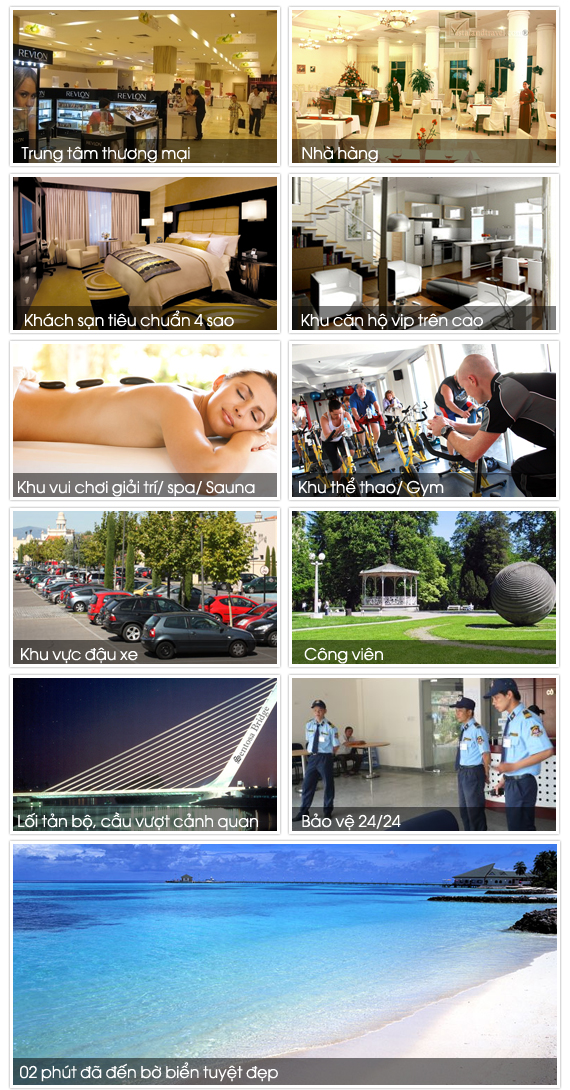 REVLON
REVLON
REVLON
Trung tâm thương mại
Nhà hàng
Khách sạn tiêu chuẩn 4 sao
Khu căn hộ vip trên cao
Khu vui chơi giải trí/ spa/ Sauna
Khu thể thao/ Gym
Khu vực đậu xe
Công viên
Sentosa Bridge
Lối tản bộ, cầu vượt cảnh quan
Bảo vệ 24/24
02 phút đã đến bờ biển tuyệt đẹp